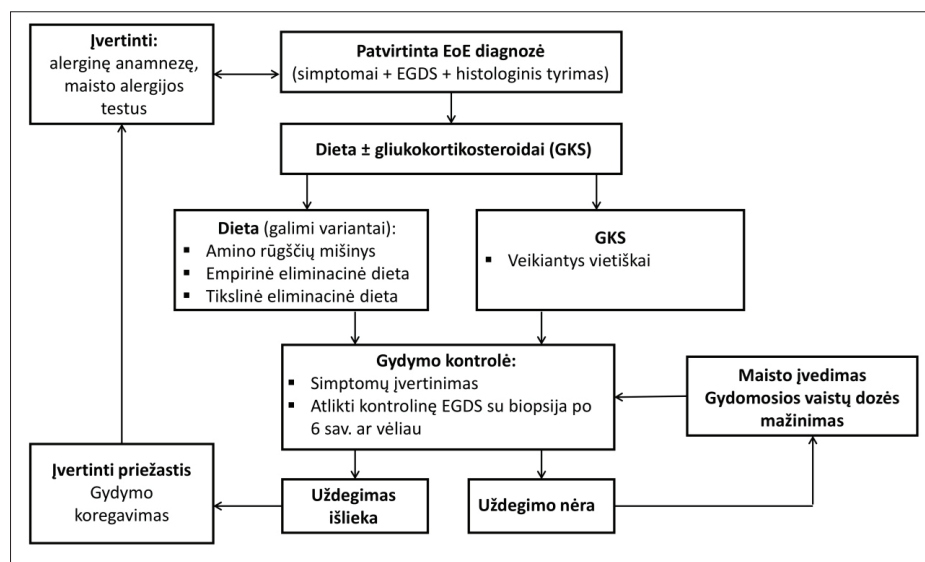 Įvertinti:
alerginę anamnezę,
maisto alergijos
testus
Patvirtinta EoE diagnozė
(simptomai + EGDS + histologinis tyrimas)
Dieta ± gliukokortikosteroidai (GKS)
Dieta (galimi variantai):
▪ Amino rūgščių mišinys
▪ Empirinė eliminacinė dieta
▪ Tikslinė eliminacinė dieta
GKS
▪ Veikiantys vietiškai
Gydymo kontrolė:
▪ Simptomų įvertinimas
▪ Atlikti kontrolinę EGDS su biopsija po
6 sav. ar vėliau
Maisto įvedimas
Gydomosios vaistų dozės
mažinimas
Įvertinti priežastis
Gydymo
koregavimas
Uždegimas
išlieka
Uždegimo nėra